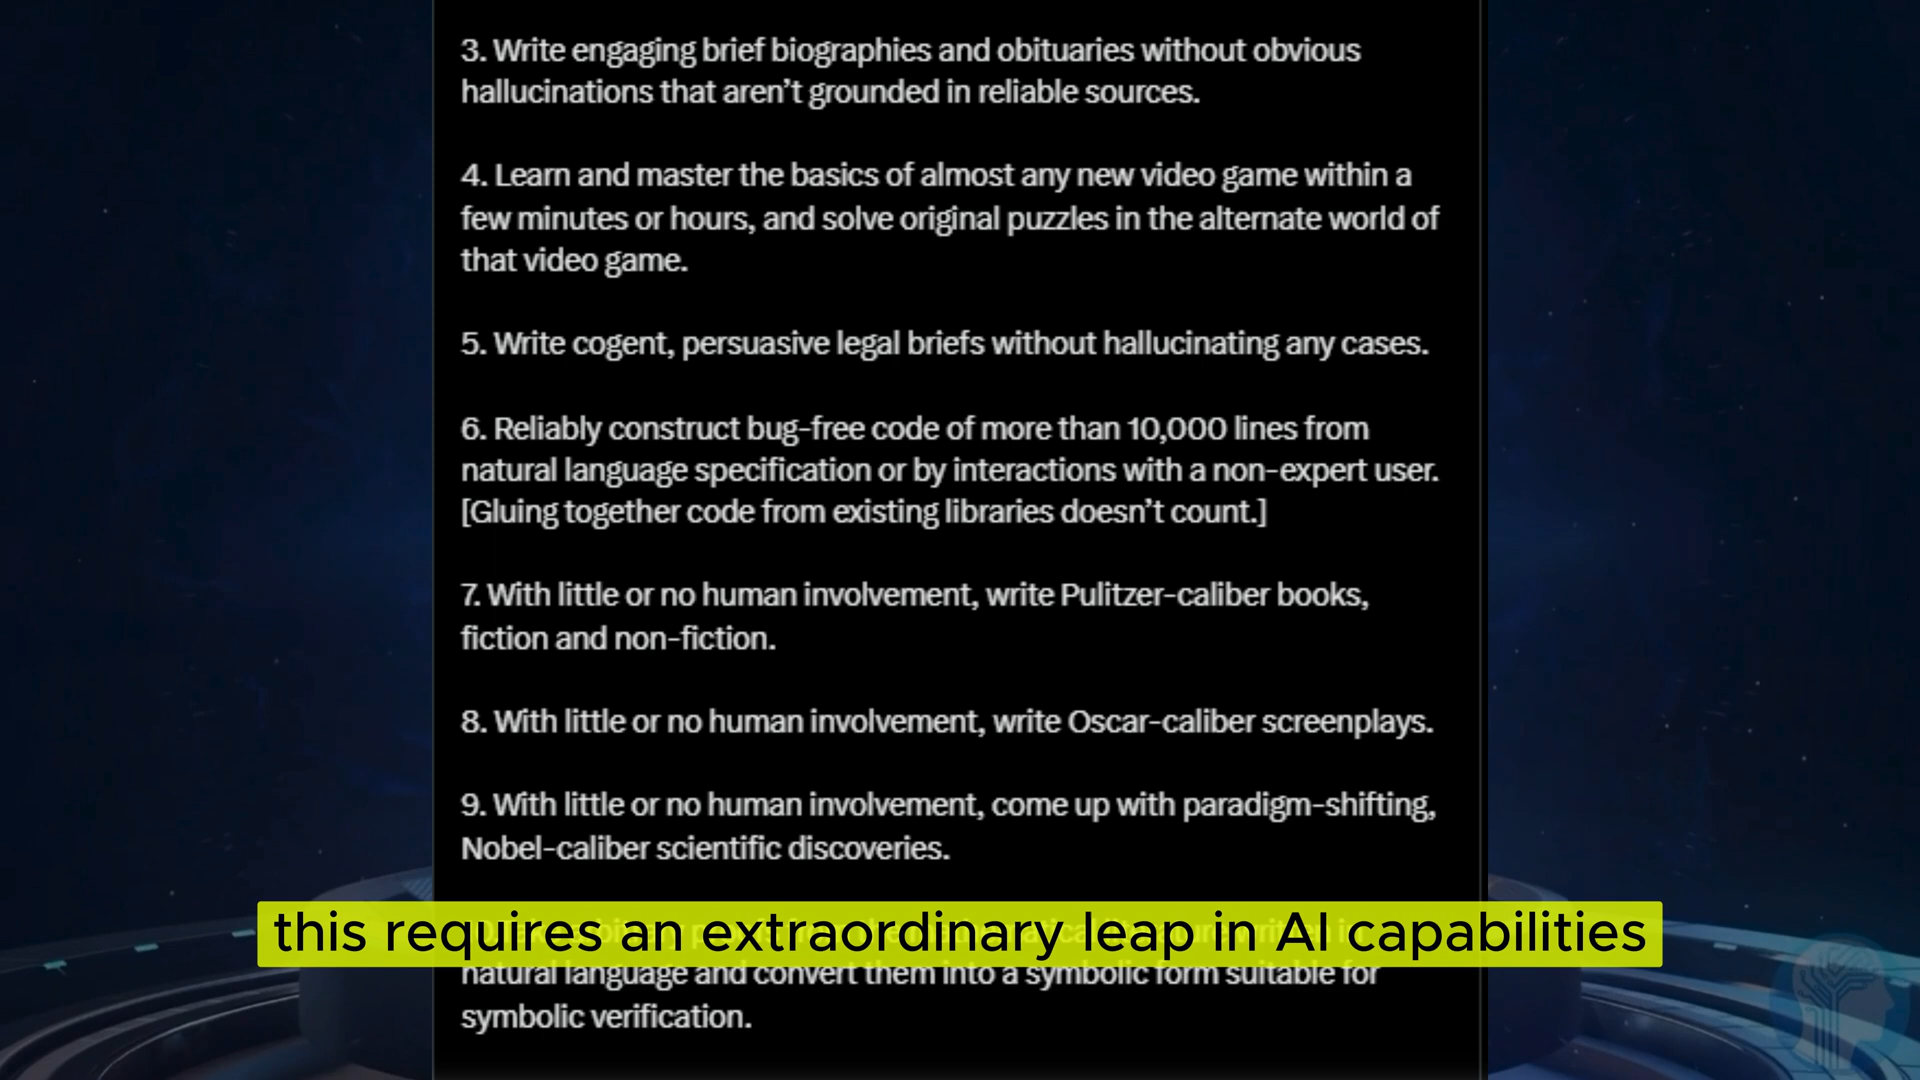 3. Write engaging brief biographies and obituaries without obvious
hallucinations that aren't grounded in reliable sources.
4. Learn and master the basics of almost any new video game within a
few minutes or hours, and solve original puzzles in the alternate world of
that video game.
5. Write cogent, persuasive legal briefs without hallucinating any cases.
6. Reliably construct bug-free code of more than 10,000 lines from
natural language specification or by interactions with a non-expert user.
[Gluing together code from existing libraries doesn't count.]
7. With little or no human involvement, write Pulitzer-caliber books,
fiction and non-fiction.
8. With little or no human involvement, write Oscar-caliber screenplays.
9. With little or no human involvement, come up with paradigm-shifting,
Nobel-caliber scientific discoveries.
this requires an extraordinary leap in AI capabilities
natural language and convert them into a symbolic form suitable for
symbolic verification.